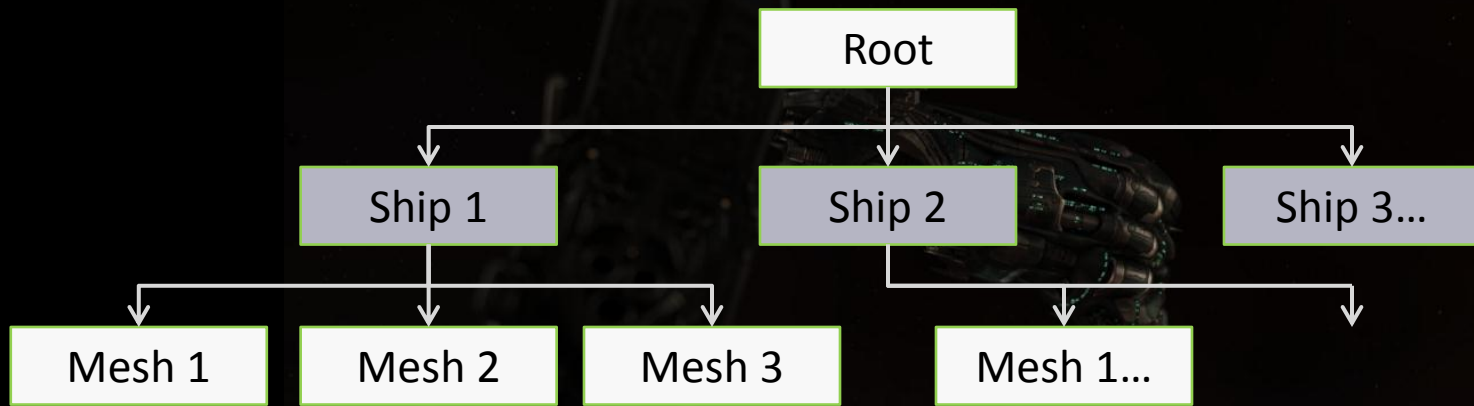 Root
Ship 1
Ship 2
Ship 3…
Mesh 1
Mesh 2
Mesh 3
Mesh 1…